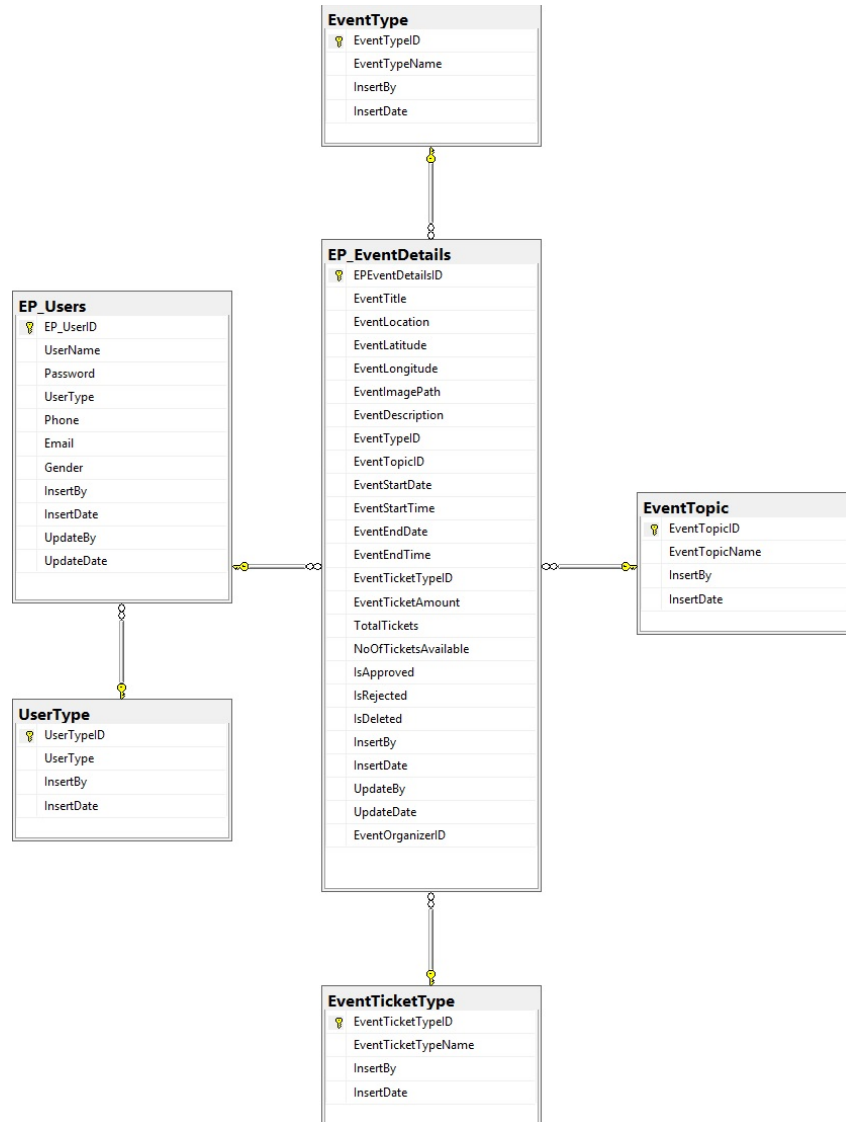 EventType
EventTypeID
EventTypeName
InsertBy
InsertDate
EP_EventDetails
EPEventDetailsID
EventTitle
EventLocation
EventLatitude
EventLongitude
EventImagePath
EventDescription
EventTypeID
EventTopicID
EventStartDate
EventStartTime
EventEndDate
EventEndTime
EventTicketTypeID
EventTicketAmount
TotalTickets
NoOfTicketsAvailable
IsApproved
IsRejected
IsDeleted
InsertBy
InsertDate
UpdateBy
UpdateDate
EventOrganizerID
EP_Users
EP_UserID
UserName
Password
UserType
Phone
Email
Gender
InsertBy
InsertDate
UpdateBy
UpdateDate
EventTopic
EventTopicID
EventTopicName
InsertBy
InsertDate
UserType
UserTypeID
UserType
InsertBy
InsertDate
EventTicketType
EventTicketTypeID
EventTicketTypeName
InsertBy
InsertDate